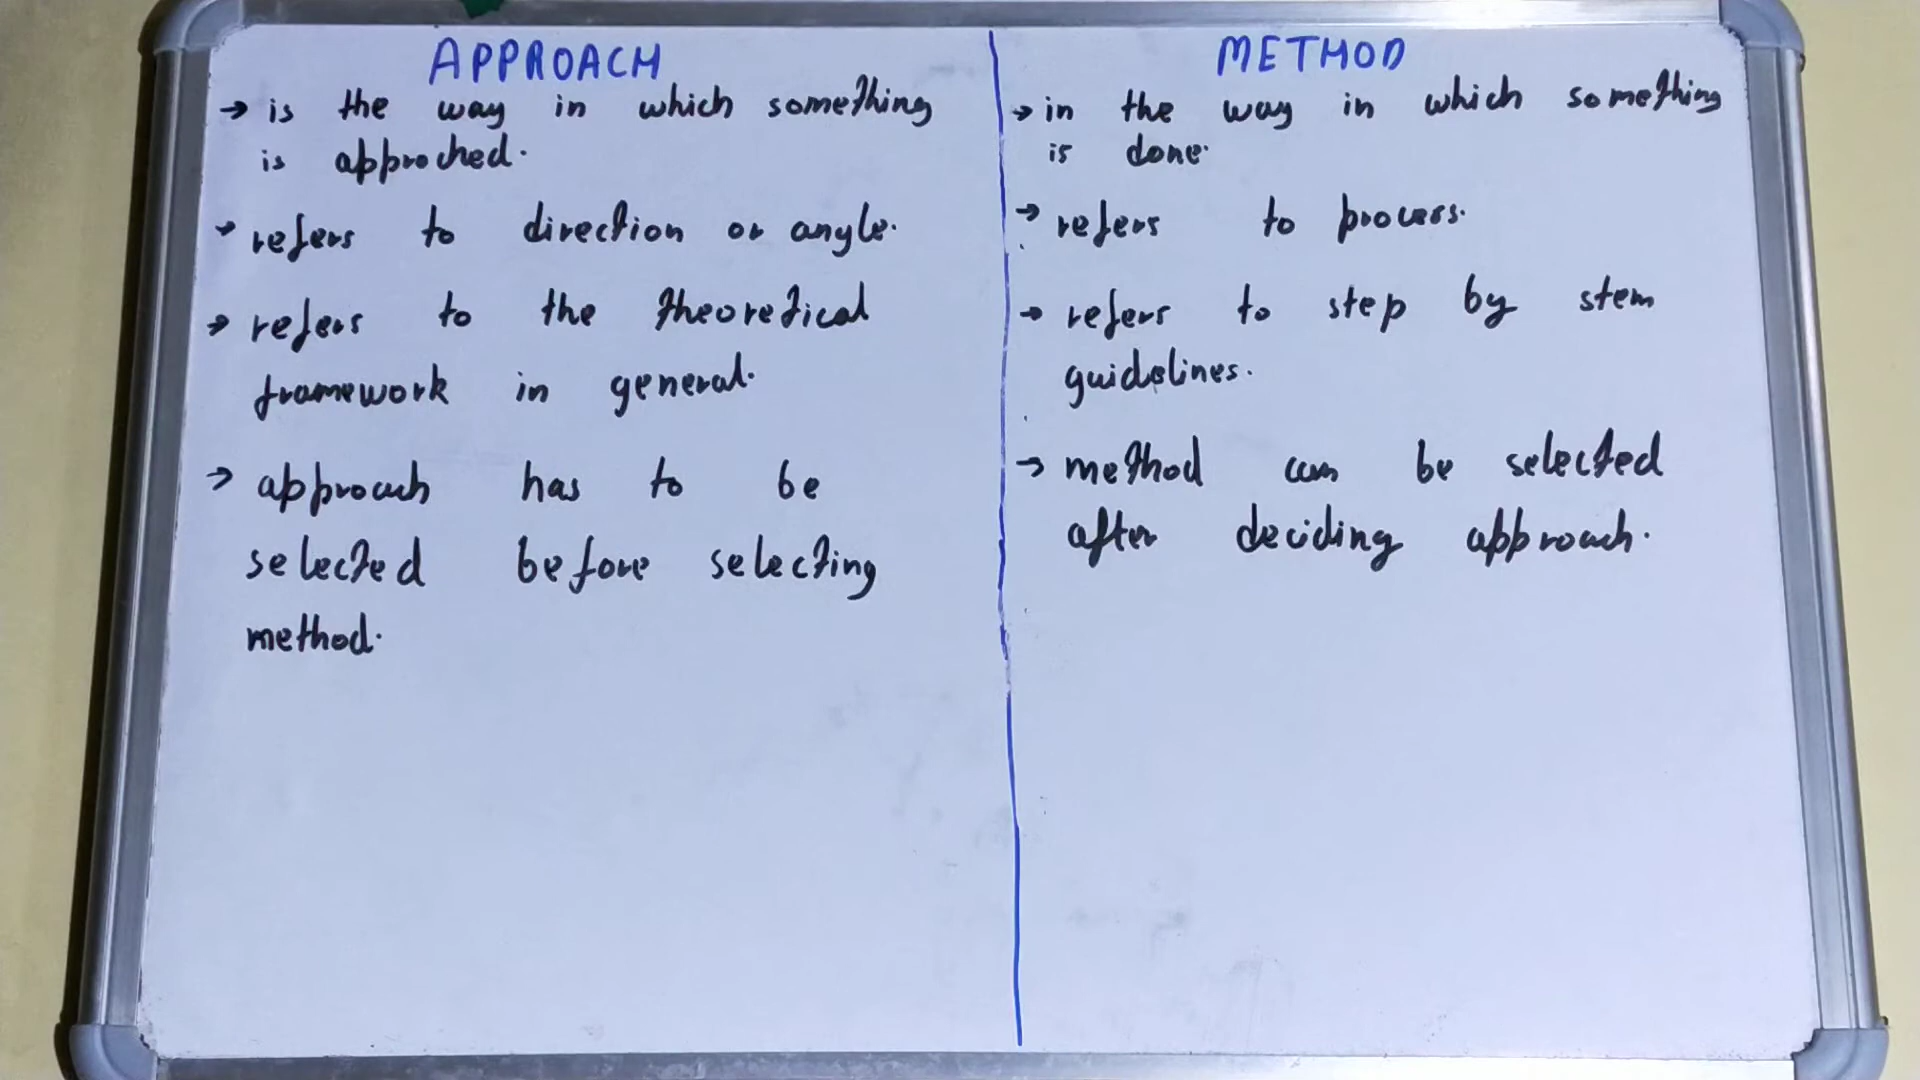 APPROACH
→ is the way in which something
is approched.
→ refers to direction or angle.
→ refers to the theoretical
framework in general.
→ approach has to be
selected before selecting
method.
METHOD
→ in the way in which something
is done.
→ refers to process.
→ refers to step by stem
guidelines.
→ method can be selected
after deciding approach.